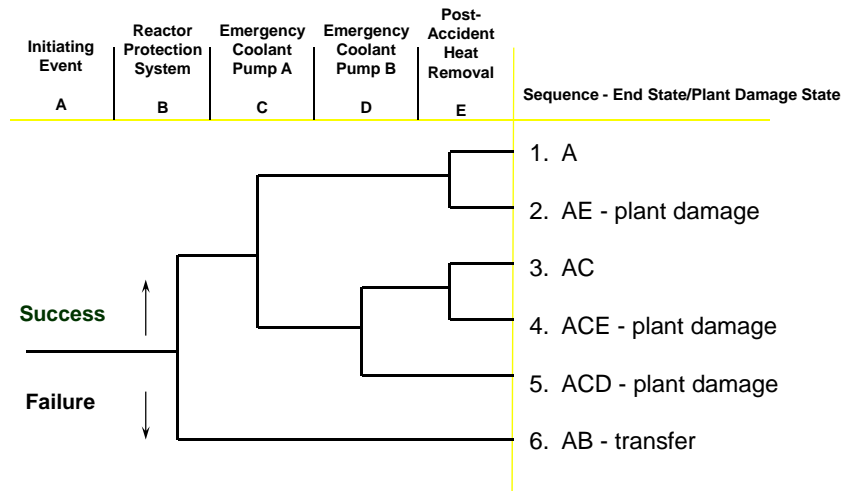 Initiating
Event
A
Reactor
Protection
System
B
Emergency
Coolant
Pump A
C
Emergency
Coolant
Pump B
D
Post-
Accident
Heat
Removal
E
Sequence - End State/Plant Damage State
1. A
2. AE - plant damage
3. AC
4. ACE - plant damage
5. ACD - plant damage
6. AB - transfer
Success
Failure